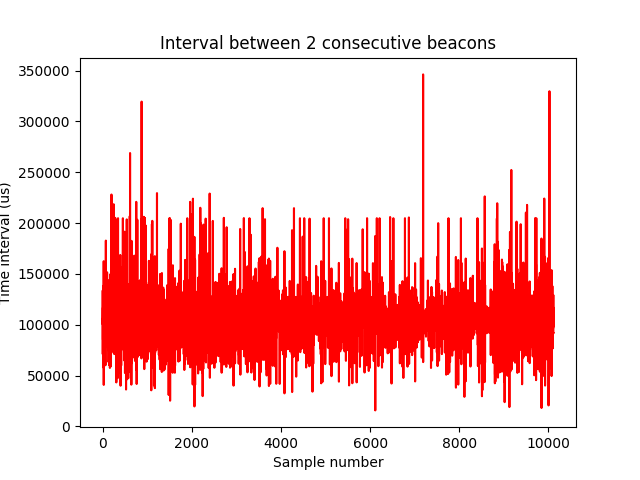 Interval between 2 consecutive beacons
350000
300000
250000
200000
150000
100000
50000
0
Time interval (us)
0 2000 4000 6000 8000 10000
Sample number